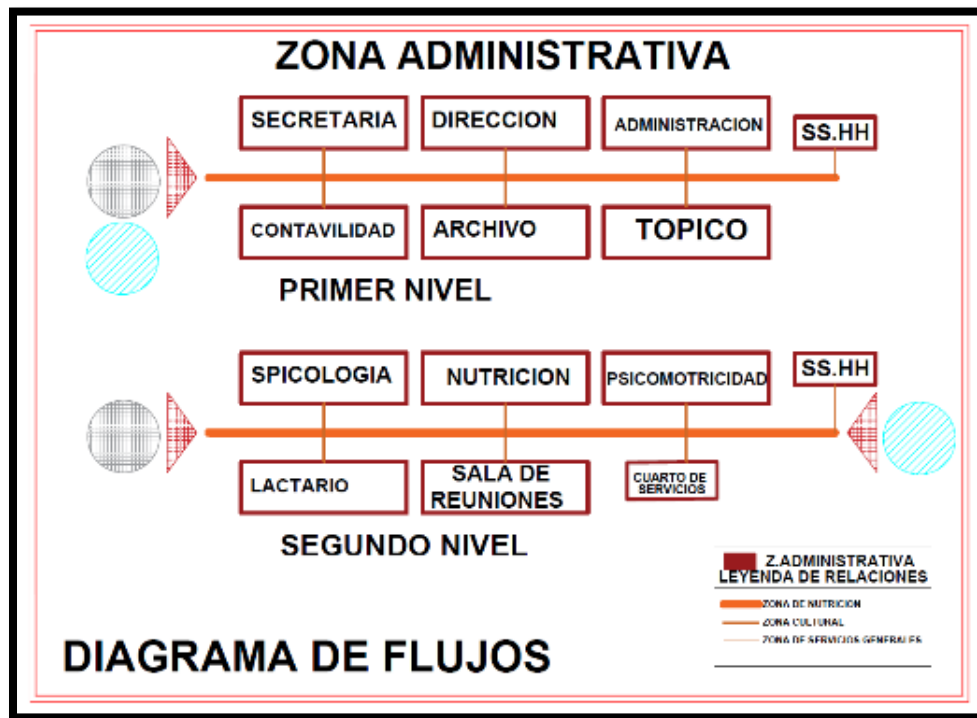 ZONA ADMINISTRATIVA
SECRETARIA
DIRECCION
ADMINISTRACION
SS.HH
CONTAVILIDAD
ARCHIVO
TOPICO
PRIMER NIVEL
SPICOLOGIA
NUTRICION
PSICOMOTRICIDAD
SS.HH
LACTARIO
SALA DE
REUNIONES
CUARTO DE
SERVICIOS
SEGUNDO NIVEL
Z.ADMINISTRATIVA
LEYENDA DE RELACIONES
ZONA DE NUTRICION
ZONA CULTURAL
ZONA DE SERVICIOS GENERALES
DIAGRAMA DE FLUJOS